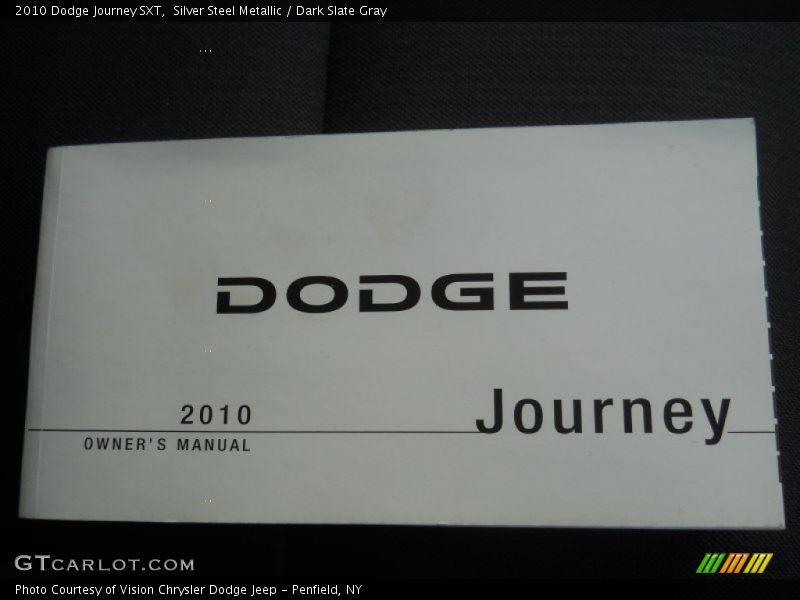 2010 Dodge Journey SXT,  Silver Steel Metallic / Dark Slate Gray
DODGE
2010
Journey
OWNER'S MANUAL
GTCARLOT.COM
Photo Courtesy of Vision Chrysler Dodge Jeep - Penfield, NY